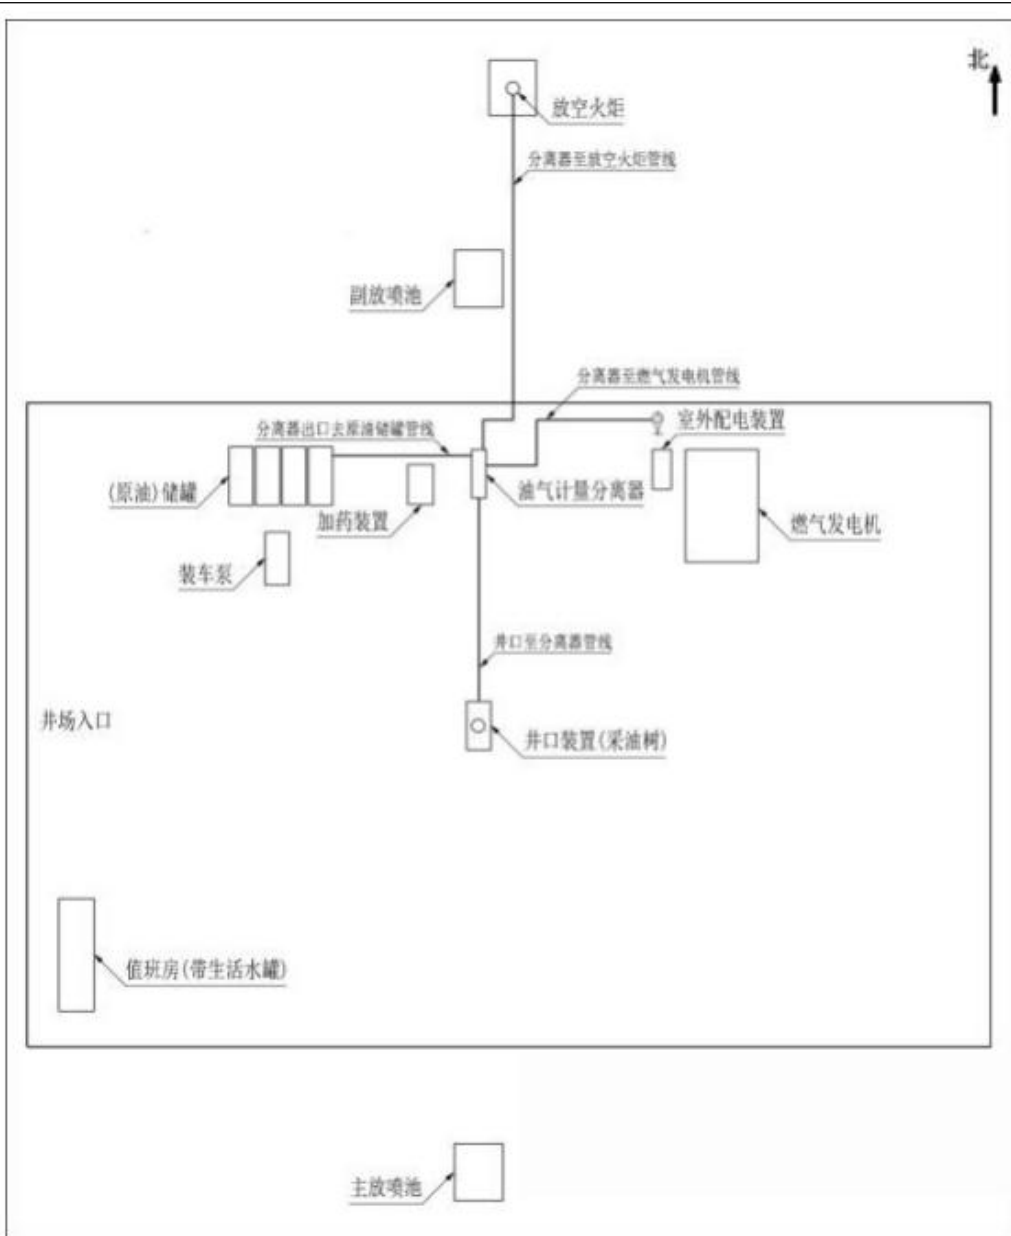 北
放空火炬
分离器至放空火炬管线
副放喷池
分离器至燃气发电机管线
分离器出口去原油储罐管线
室外配电装置
(原油)储罐
油气计量分离器
加药装置
燃气发电机
装车泵
井口至分离器管线
井场入口
井口装置(采油树)
值班房(带生活水罐)
主放喷池